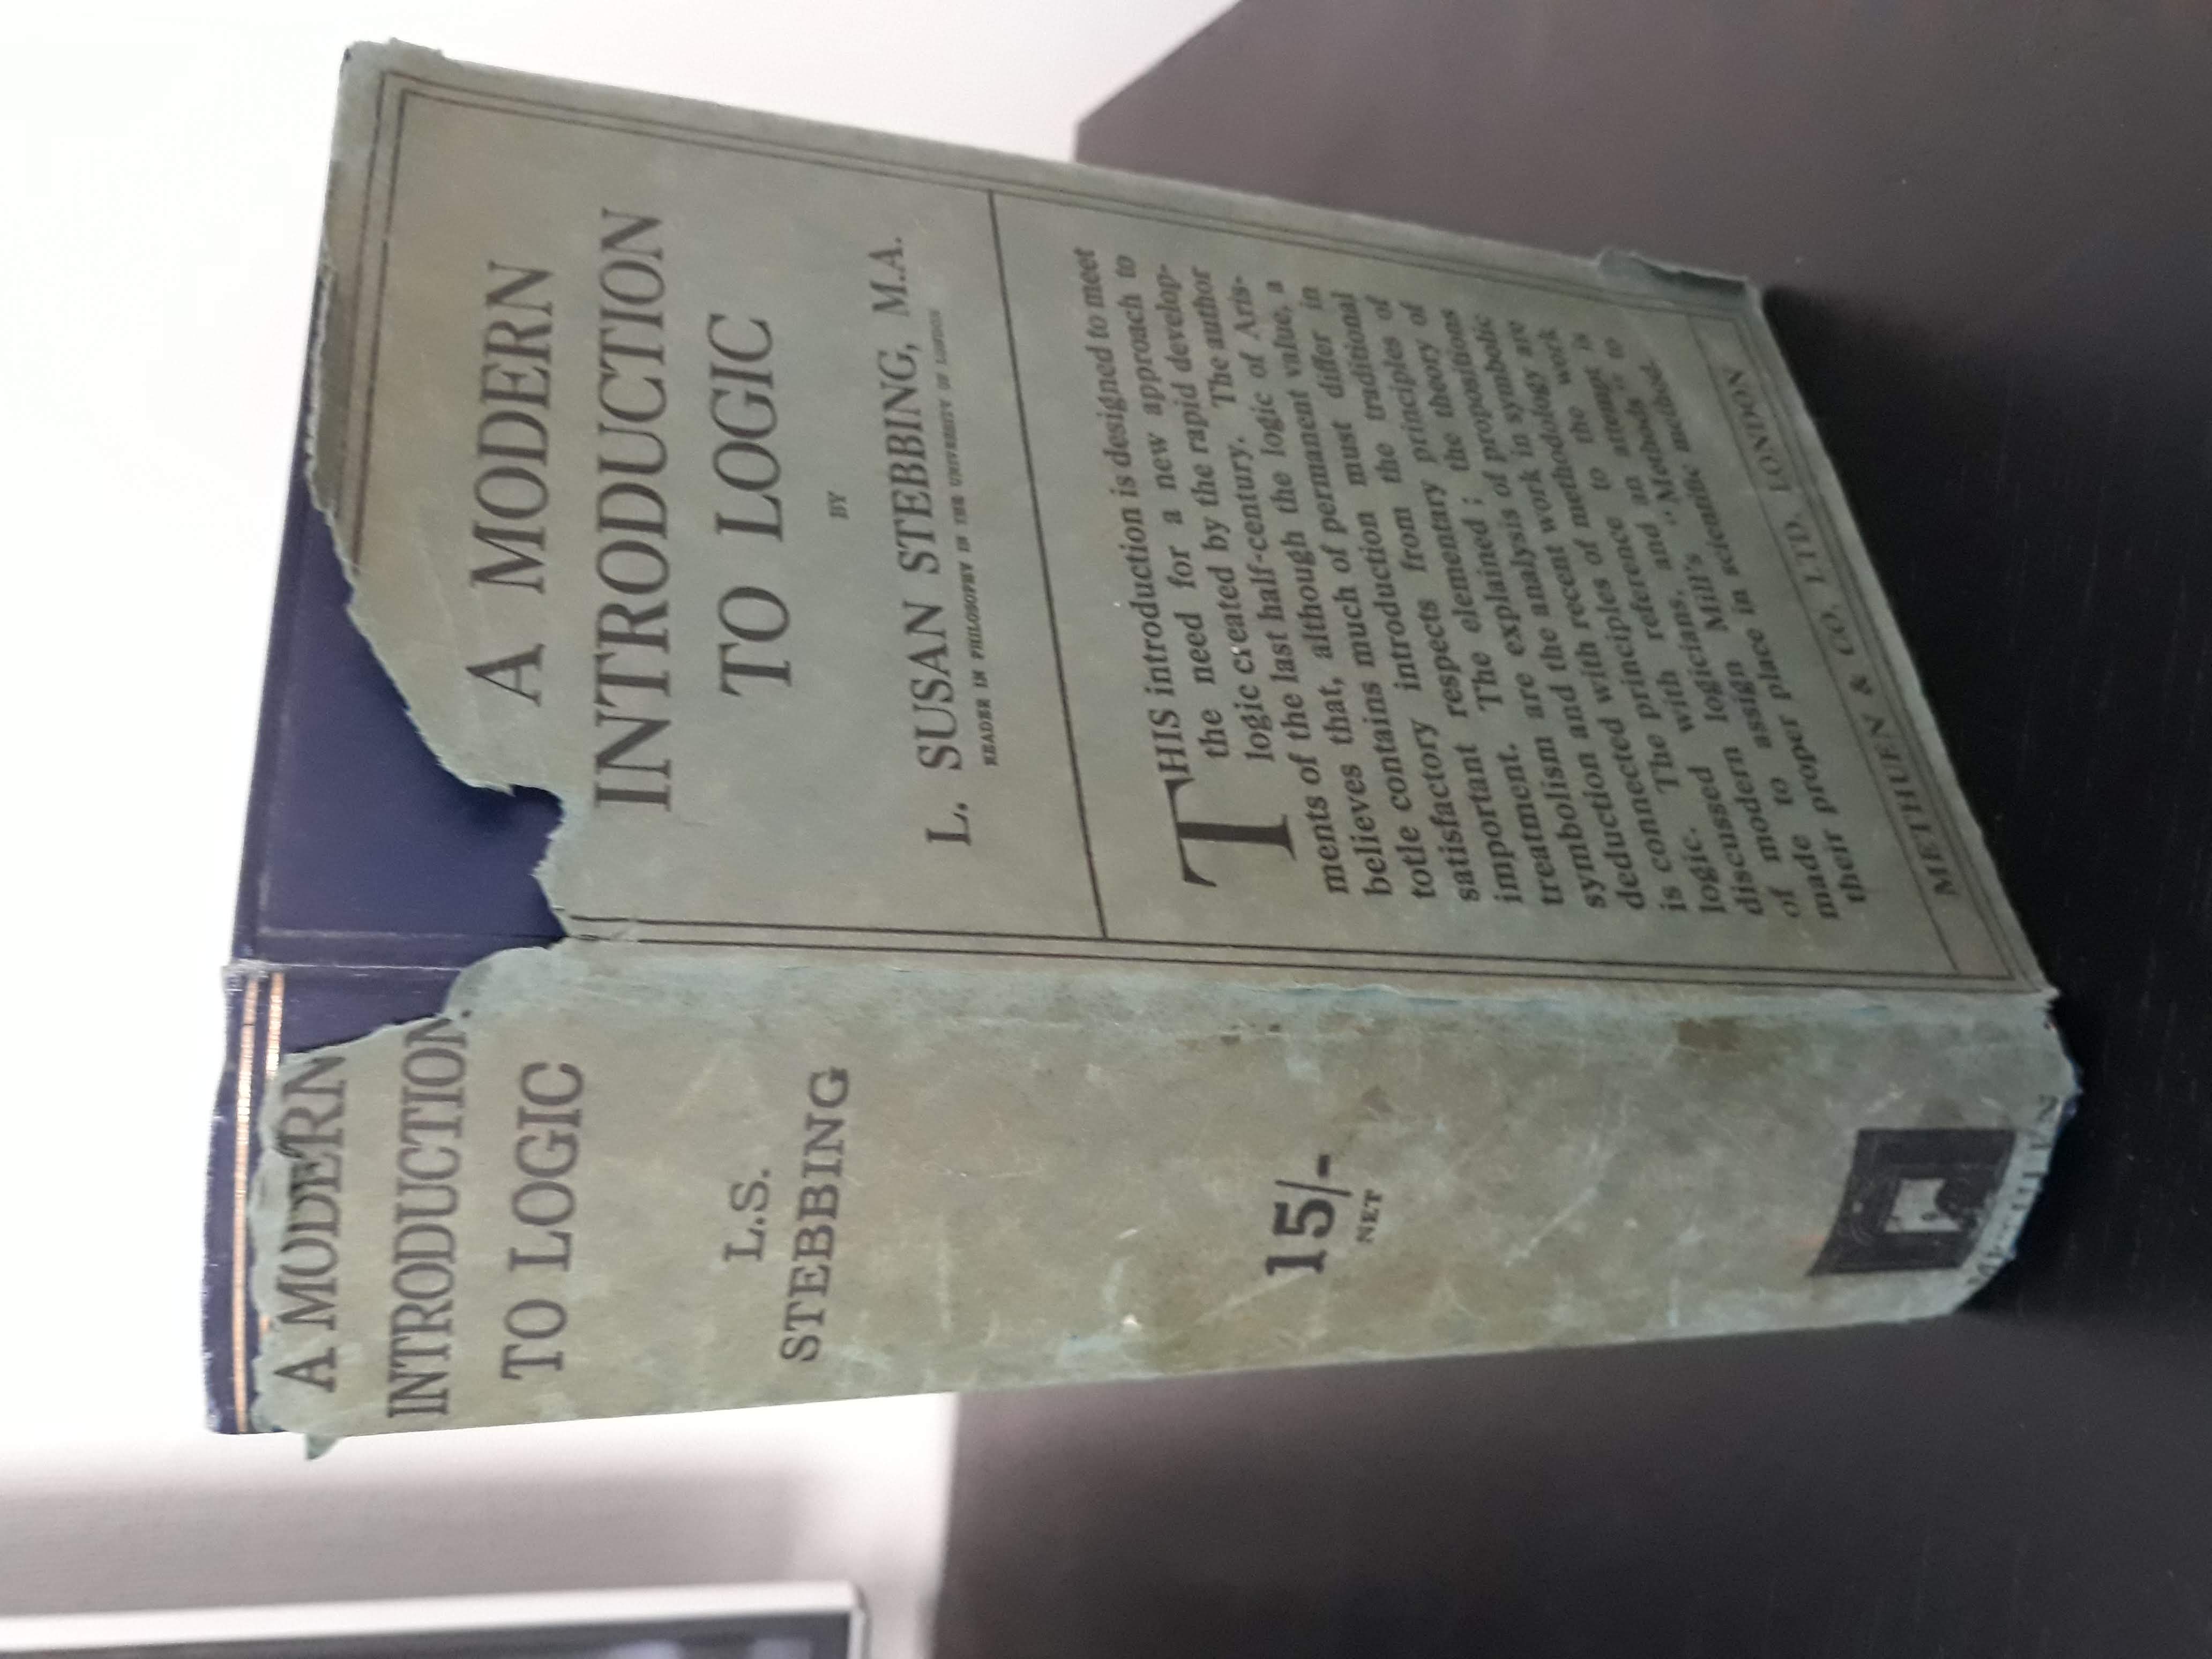 A MODERN
INTRODUCTION
TO LOGIC
L.S.
STEBBING
15/-
NET
METHUEN
A MODERN
INTRODUCTION
TO LOGIC
BY
L. SUSAN STEBBING, M.A.
READER IN PHILOSOPHY IN THE UNIVERSITY OF LONDON
THIS introduction is designed to meet
the need for a new approach to
logic created by the rapid develop-
ments of the last half-century. The author
believes that, although the logic of Aris-
totle contains much of permanent value, a
satisfactory introduction must differ in
important respects from the traditional
treatment. The elementary principles of
symbolism are explained; the theory of
deduction and the analysis of propositions
is connected with recent work in symbolic
logic. The principles of methodology are
discussed with reference to the work
of modern logicians, and an attempt is
made to assign Mill's "Methods" to
their proper place in scientific method.
METHUEN & CO. LTD. LONDON